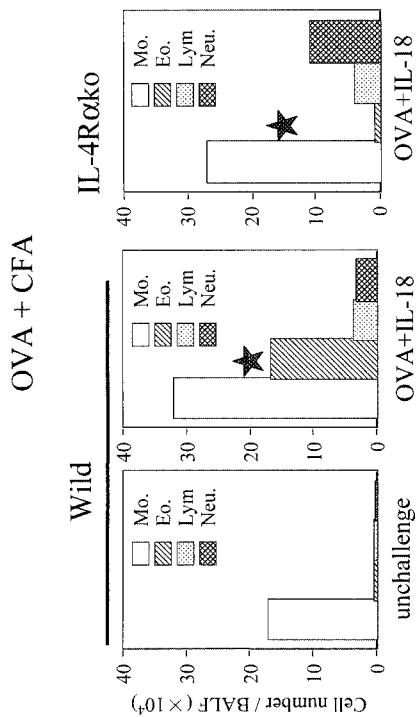 OVA + CFA
Wild
IL-4Rαko
Cell number / BALF (×10⁴)
40
30
20
10
0
Mo.
Eo.
Lym
Neu.
unchallenge
40
30
20
10
0
Mo.
Eo.
Lym
Neu.
OVA+IL-18
40
30
20
10
0
Mo.
Eo.
Lym
Neu.
OVA+IL-18